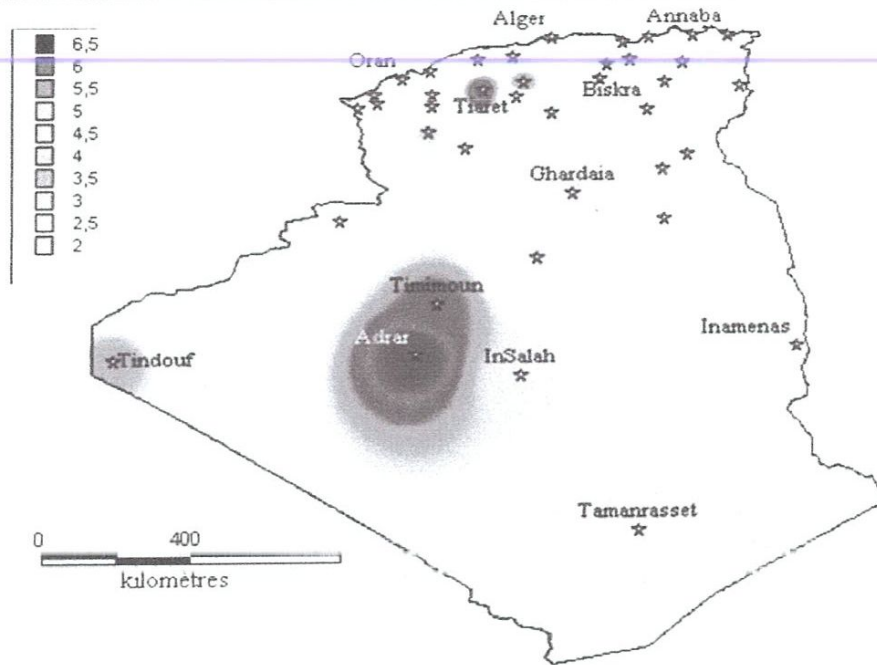 Alger
Annaba
6,5
6
5,5
5
4,5
4
3,5
3
2,5
2
Oran
Tiaret
Biskra
Ghardaia
Timimoun
Adrar
Tindouf
InSalah
Inamenas
Tamanrasset
0
400
kilomètres